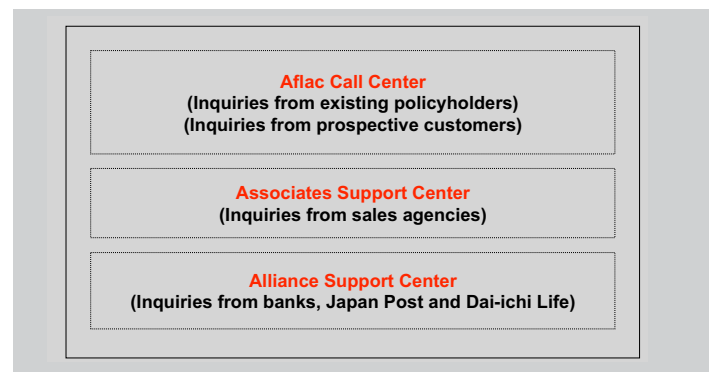 Aflac Call Center
(Inquiries from existing policyholders)
(Inquiries from prospective customers)
Associates Support Center
(Inquiries from sales agencies)
Alliance Support Center
(Inquiries from banks, Japan Post and Dai-ichi Life)